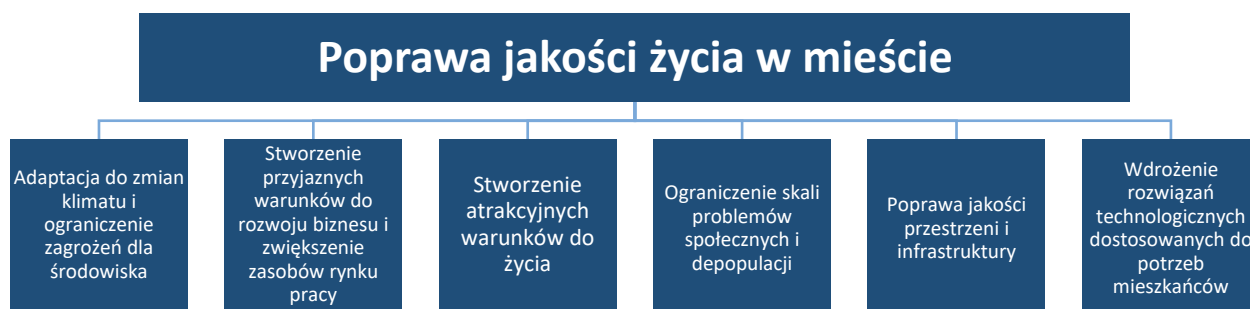 Poprawa jakości życia w mieście
Adaptacja do zmian
klimatu i
ograniczenie
zagrożeń dla
środowiska
Stworzenie
przyjaznych
warunków do
rozwoju biznesu i
zwiększenie
zasobów rynku
pracy
Stworzenie
atrakcyjnych
warunków do
życia
Ograniczenie skali
problemów
społecznych i
depopulacji
Poprawa jakości
przestrzeni i
infrastruktury
Wdrożenie
rozwiązań
technologicznych
dostosowanych do
potrzeb
mieszkańców